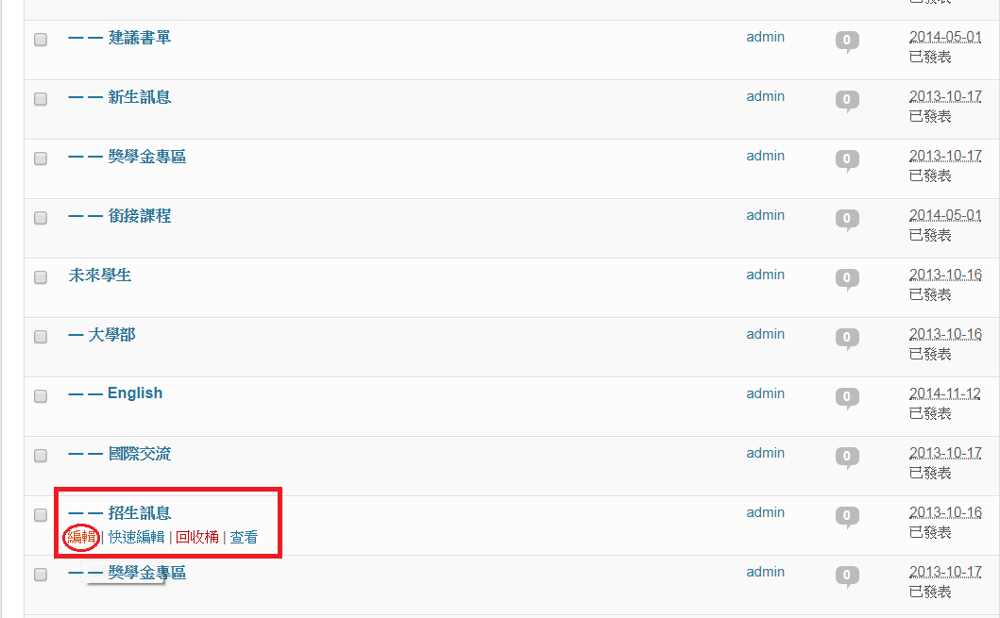 已發表
— — 建議書單 admin 0 2014-05-01
已發表
— — 新生訊息 admin 0 2013-10-17
已發表
— — 獎學金專區 admin 0 2013-10-17
已發表
— — 銜接課程 admin 0 2014-05-01
已發表
未來學生 admin 0 2013-10-16
已發表
— 大學部 admin 0 2013-10-16
已發表
— — English admin 0 2014-11-12
已發表
— — 國際交流 admin 0 2013-10-17
已發表
— — 招生訊息 admin 0 2013-10-16
編輯 | 快速編輯 | 回收桶 | 查看 已發表
— — 獎學金專區 admin 0 2013-10-17
已發表